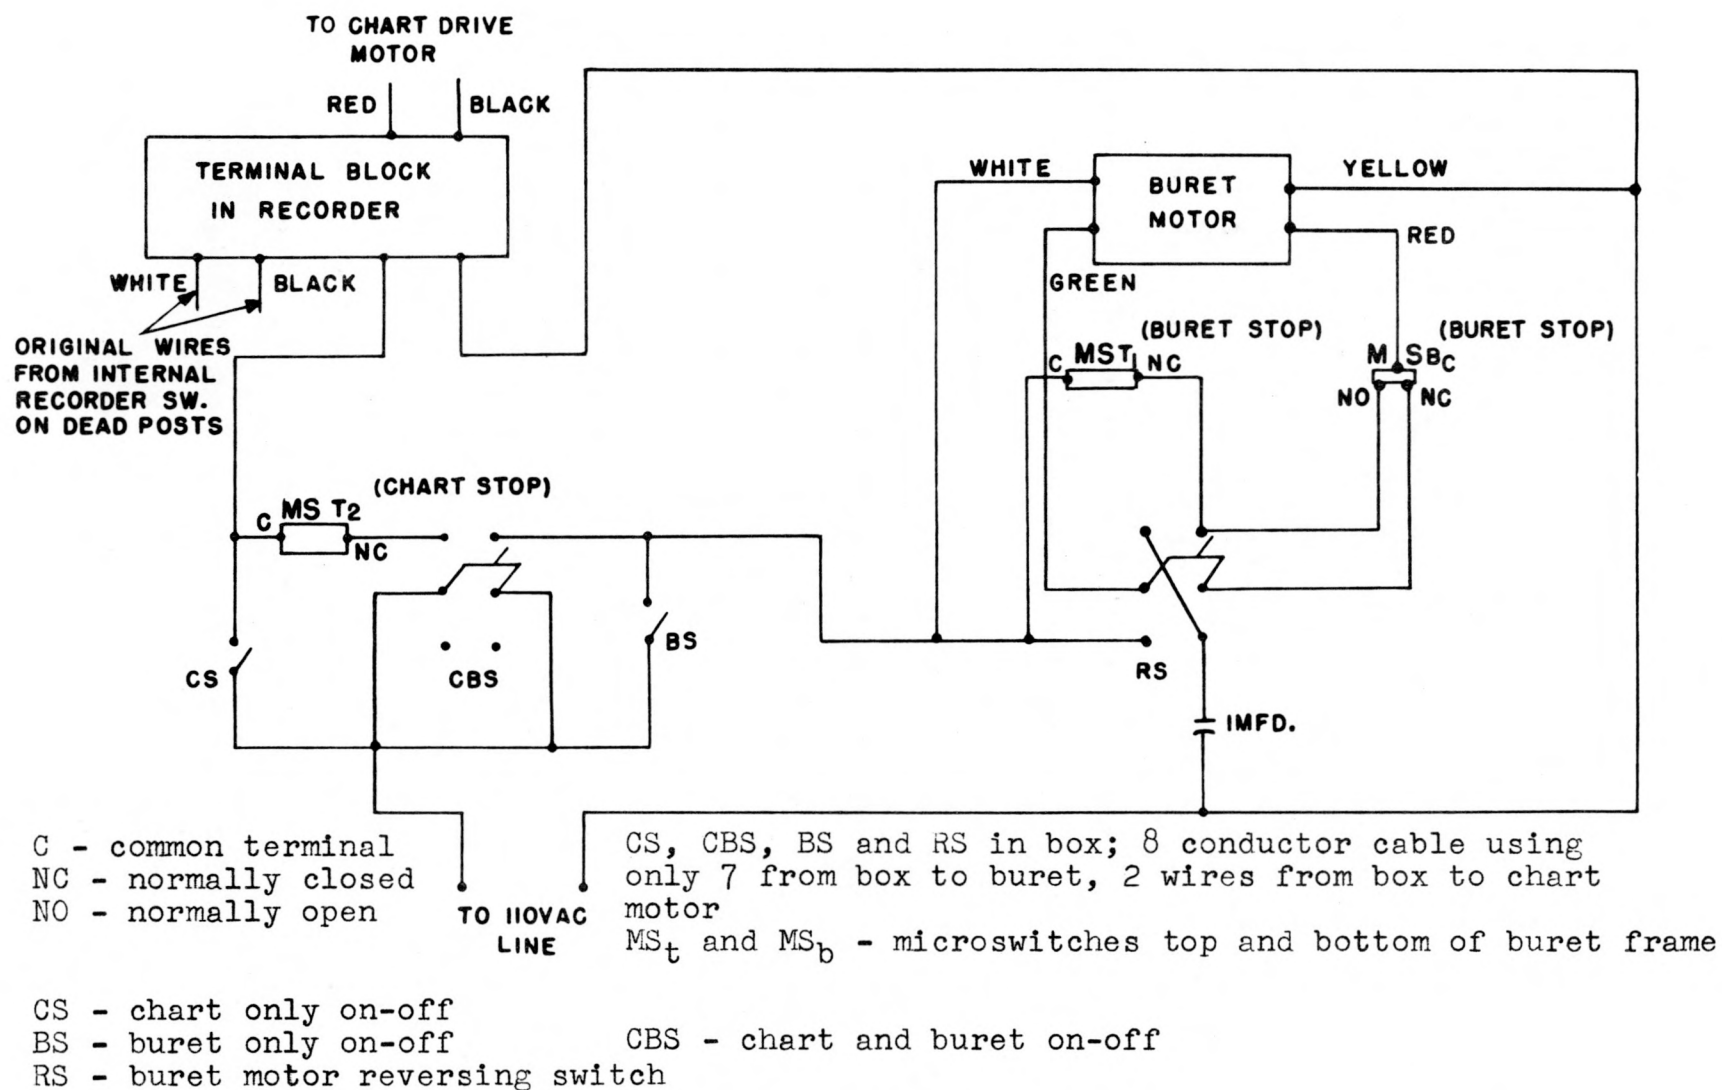 TO CHART DRIVE
MOTOR
RED
BLACK
TERMINAL BLOCK
IN RECORDER
WHITE
BLACK
ORIGINAL WIRES
FROM INTERNAL
RECORDER SW.
ON DEAD POSTS
WHITE
BURET
MOTOR
YELLOW
RED
GREEN
(BURET STOP)
(BURET STOP)
C MST1 NC
M SBC
NO NC
(CHART STOP)
C MS T2
NC
CS
CBS
BS
RS
1MFD.
TO 110VAC
LINE
C - common terminal
NC - normally closed
NO - normally open
CS, CBS, BS and RS in box; 8 conductor cable using
only 7 from box to buret, 2 wires from box to chart
motor
MSt and MSb - microswitches top and bottom of buret frame
CS - chart only on-off
BS - buret only on-off
CBS - chart and buret on-off
RS - buret motor reversing switch